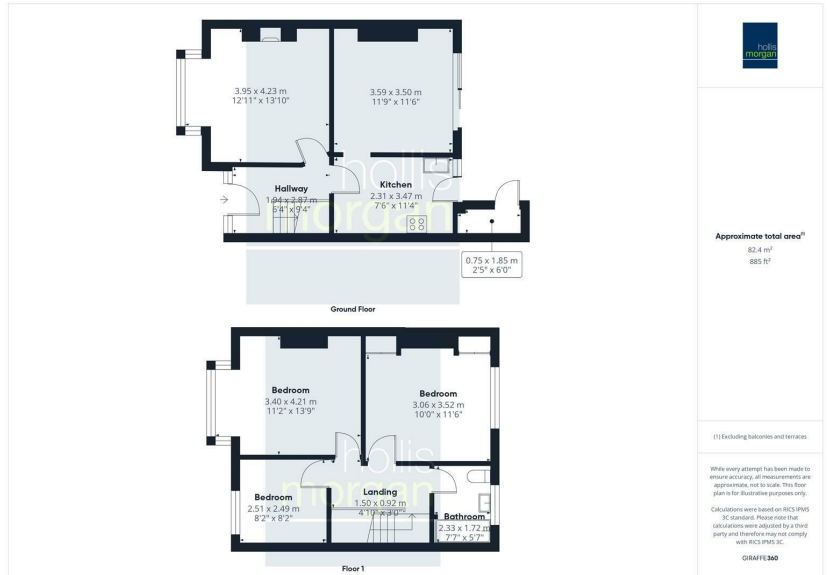 hollis
morgan
3.95 x 4.23 m
12'11" x 13'10"
3.59 x 3.50 m
11'9" x 11'6"
Hallway
1.94 x 2.87 m
6'4" x 9'4"
Kitchen
2.31 x 3.47 m
7'6" x 11'4"
0.75 x 1.85 m
2'5" x 6'0"
hollis
morgan
Ground Floor
Bedroom
3.40 x 4.21 m
11'2" x 13'9"
Bedroom
3.06 x 3.52 m
10'0" x 11'6"
Bedroom
2.51 x 2.49 m
8'2" x 8'2"
Landing
1.50 x 0.92 m
4'10" x 3'0"
Bathroom
2.33 x 1.72 m
7'7" x 5'7"
hollis
morgan
Floor 1
Approximate total area(1)
82.4 m²
885 ft²
(1) Excluding balconies and terraces
While every attempt has been made to
ensure accuracy, all measurements are
approximate, not to scale. This floor
plan is for illustrative purposes only.
Calculations were based on RICS IPMS
3C standard. Please note that
calculations were adjusted by a third
party and therefore may not comply
with RICS IPMS 3C.
GIRAFFE360